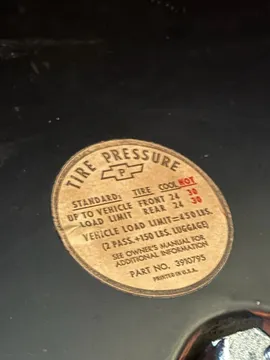 TIRE PRESSURE
P
STANDARD: TIRE COOL HOT
UP TO VEHICLE FRONT 24 30
LOAD LIMIT REAR 24 30
VEHICLE LOAD LIMIT=450 LBS.
(2 PASS.+150 LBS. LUGGAGE)
SEE OWNER'S MANUAL FOR
ADDITIONAL INFORMATION
PART NO. 3910795
PRINTED IN U.S.A.